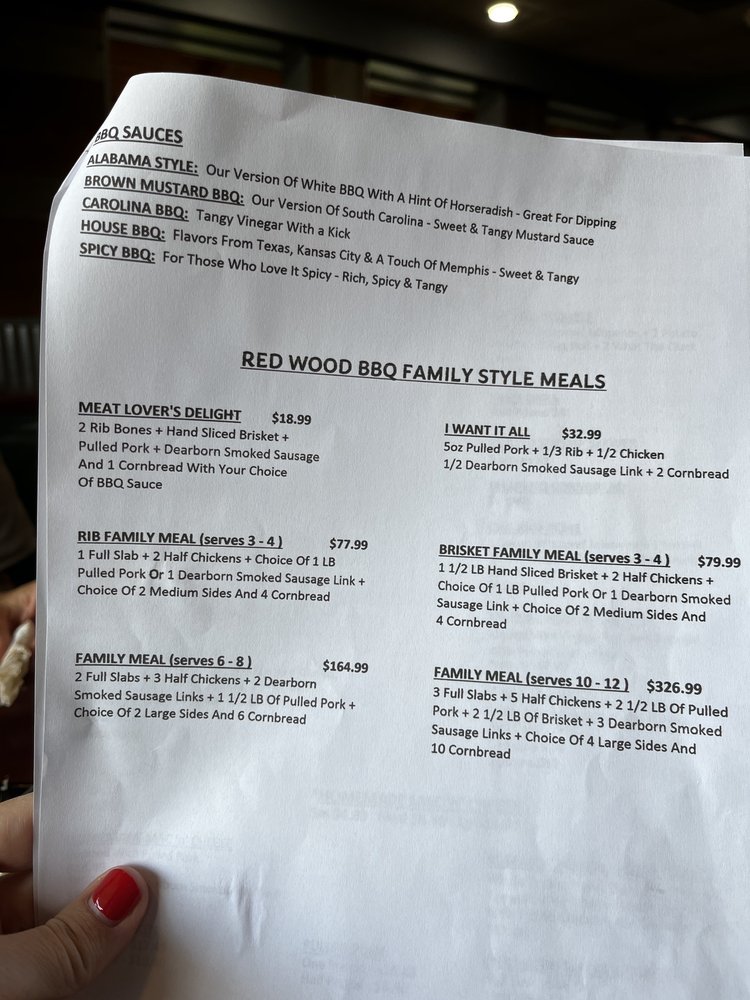 BBQ SAUCES
ALABAMA STYLE: Our Version Of White BBQ With A Hint Of Horseradish - Great For Dipping
BROWN MUSTARD BBQ: Our Version Of South Carolina - Sweet & Tangy Mustard Sauce
CAROLINA BBQ: Tangy Vinegar With a Kick
HOUSE BBQ: Flavors From Texas, Kansas City & A Touch Of Memphis - Sweet & Tangy
SPICY BBQ: For Those Who Love It Spicy - Rich, Spicy & Tangy
RED WOOD BBQ FAMILY STYLE MEALS
MEAT LOVER'S DELIGHT $18.99
2 Rib Bones + Hand Sliced Brisket +
Pulled Pork + Dearborn Smoked Sausage
And 1 Cornbread With Your Choice
Of BBQ Sauce
I WANT IT ALL $32.99
5oz Pulled Pork + 1/3 Rib + 1/2 Chicken
1/2 Dearborn Smoked Sausage Link + 2 Cornbread
RIB FAMILY MEAL (serves 3 - 4 ) $77.99
1 Full Slab + 2 Half Chickens + Choice Of 1 LB
Pulled Pork Or 1 Dearborn Smoked Sausage Link +
Choice Of 2 Medium Sides And 4 Cornbread
BRISKET FAMILY MEAL (serves 3 - 4 ) $79.99
1 1/2 LB Hand Sliced Brisket + 2 Half Chickens +
Choice Of 1 LB Pulled Pork Or 1 Dearborn Smoked
Sausage Link + Choice Of 2 Medium Sides And
4 Cornbread
FAMILY MEAL (serves 6 - 8 ) $164.99
2 Full Slabs + 3 Half Chickens + 2 Dearborn
Smoked Sausage Links + 1 1/2 LB Of Pulled Pork +
Choice Of 2 Large Sides And 6 Cornbread
FAMILY MEAL (serves 10 - 12 ) $326.99
3 Full Slabs + 5 Half Chickens + 2 1/2 LB Of Pulled
Pork + 2 1/2 LB Of Brisket + 3 Dearborn Smoked
Sausage Links + Choice Of 4 Large Sides And
10 Cornbread